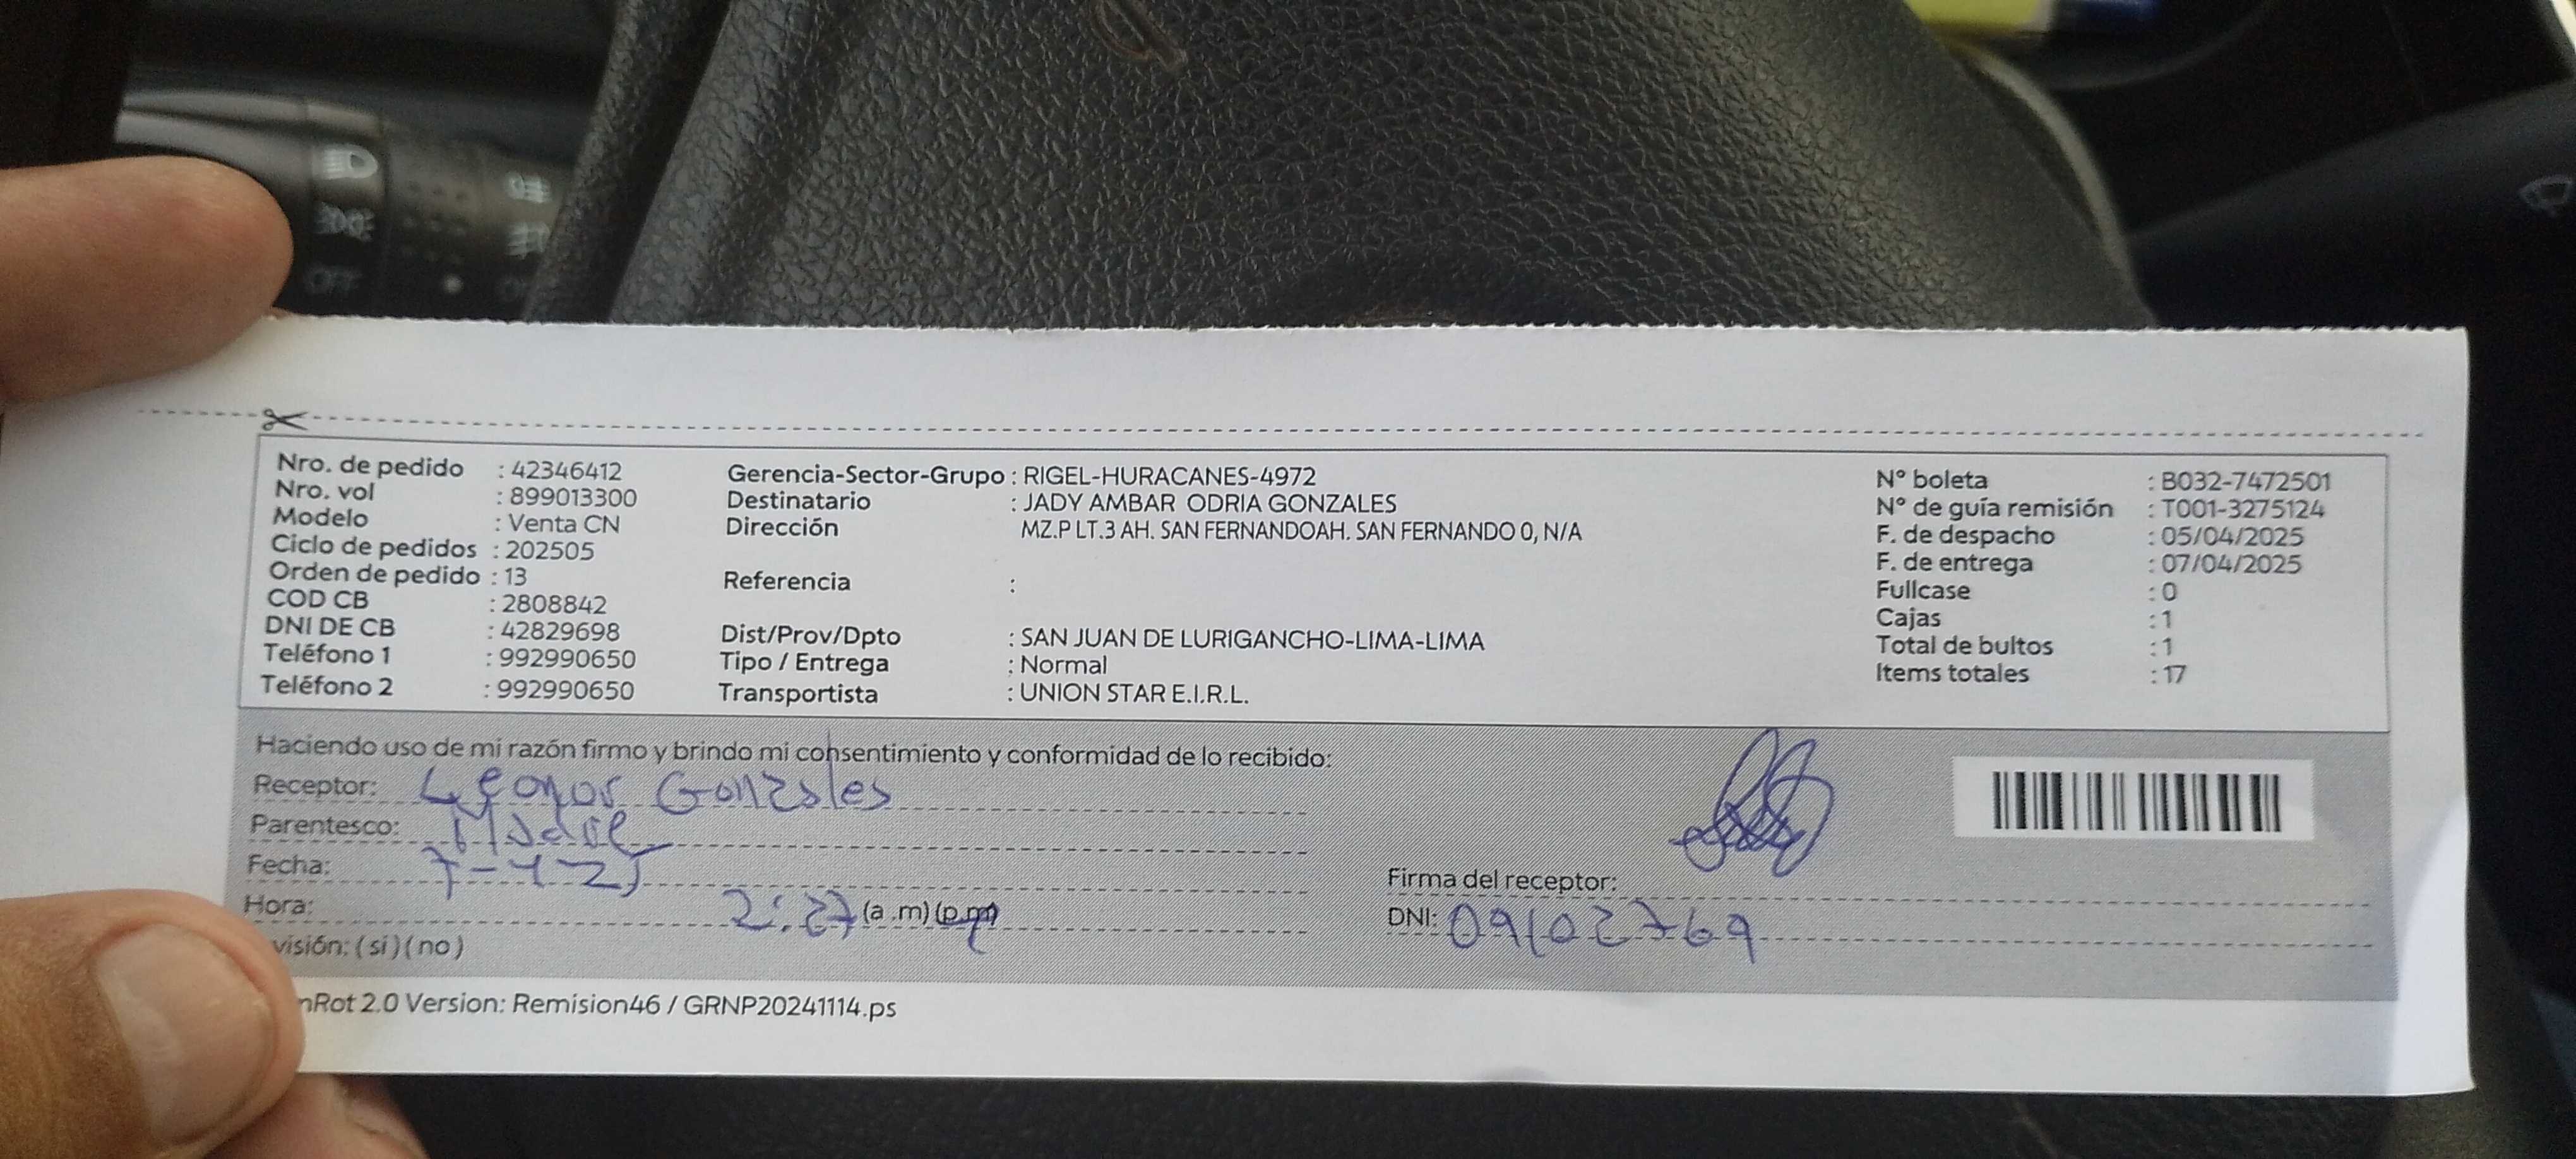 Nro. de pedido : 42346412
Nro. vol : 899013300
Modelo : Venta CN
Ciclo de pedidos : 202505
Orden de pedido : 13
COD CB : 2808842
DNI DE CB : 42829698
Teléfono 1 : 992990650
Teléfono 2 : 992990650
Gerencia-Sector-Grupo : RIGEL-HURACANES-4972
Destinatario : JADY AMBAR ODRIA GONZALES
Dirección MZ.P LT.3 AH. SAN FERNANDOAH. SAN FERNANDO 0, N/A
Referencia :
Dist/Prov/Dpto : SAN JUAN DE LURIGANCHO-LIMA-LIMA
Tipo / Entrega : Normal
Transportista : UNION STAR E.I.R.L.
N° boleta : B032-7472501
N° de guía remisión : T001-3275124
F. de despacho : 05/04/2025
F. de entrega : 07/04/2025
Fullcase : 0
Cajas : 1
Total de bultos : 1
Items totales : 17
Haciendo uso de mi razón firmo y brindo mi consentimiento y conformidad de lo recibido:
Receptor: Leonor Gonzales
Parentesco: Madre
Fecha: 7-4 25
Hora: 2:27 (a .m) (p.m)
visión: ( si ) ( no )
Firma del receptor:
DNI: 09102769
nRot 2.0 Version: Remision46 / GRNP20241114.ps
OFF